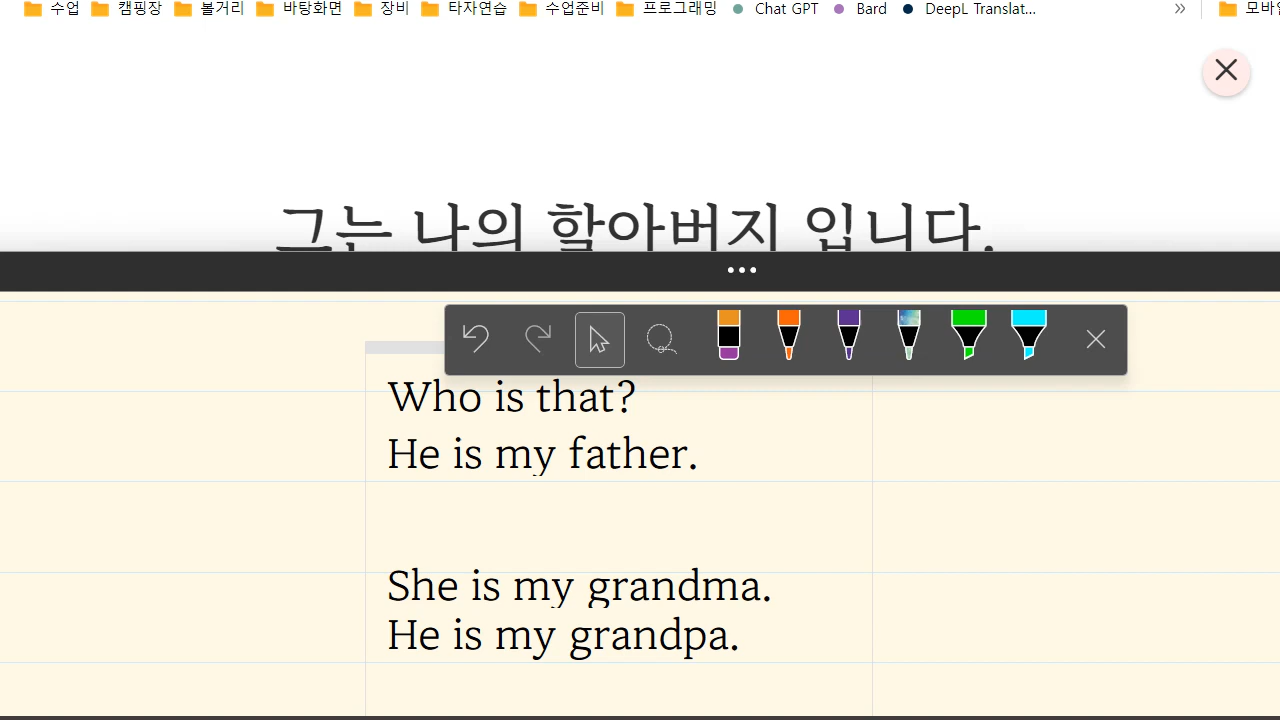 수업 캠핑장 볼거리 바탕화면 장비 타자연습 수업준비 프로그래밍 Chat GPT Bard DeepL Translat... »
그는 나의 할아버지 입니다.
Who is that?
He is my father.
She is my grandma.
He is my grandpa.